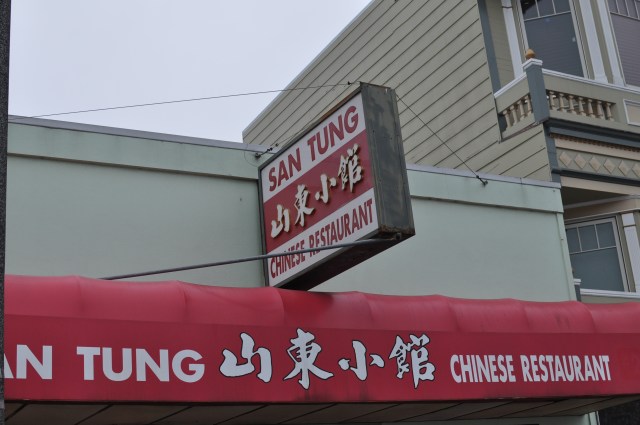 SAN TUNG
山東小館
CHINESE RESTAURANT
AN TUNG 山東小館 CHINESE RESTAURANT